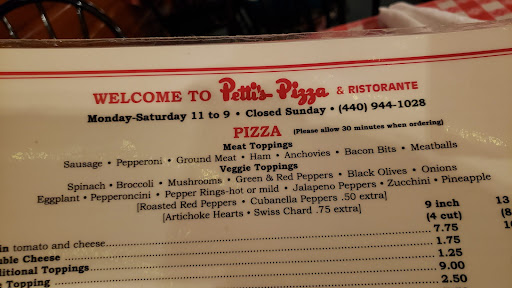 WELCOME TO Petti's Pizza & RISTORANTE
Monday-Saturday 11 to 9 • Closed Sunday • (440) 944-1028
PIZZA (Please allow 30 minutes when ordering)
Meat Toppings
Sausage • Pepperoni • Ground Meat • Ham • Anchovies • Bacon Bits • Meatballs
Veggie Toppings
Spinach • Broccoli • Mushrooms • Green & Red Peppers • Black Olives • Onions
Eggplant • Pepperoncini • Pepper Rings-hot or mild • Jalapeno Peppers • Zucchini • Pineapple
[Roasted Red Peppers • Cubanella Peppers .50 extra]
[Artichoke Hearts • Swiss Chard .75 extra]
9 inch 13
(4 cut) (8
tomato and cheese 7.75
Cheese 1.75
Toppings 1.25
9.00
Topping 2.50